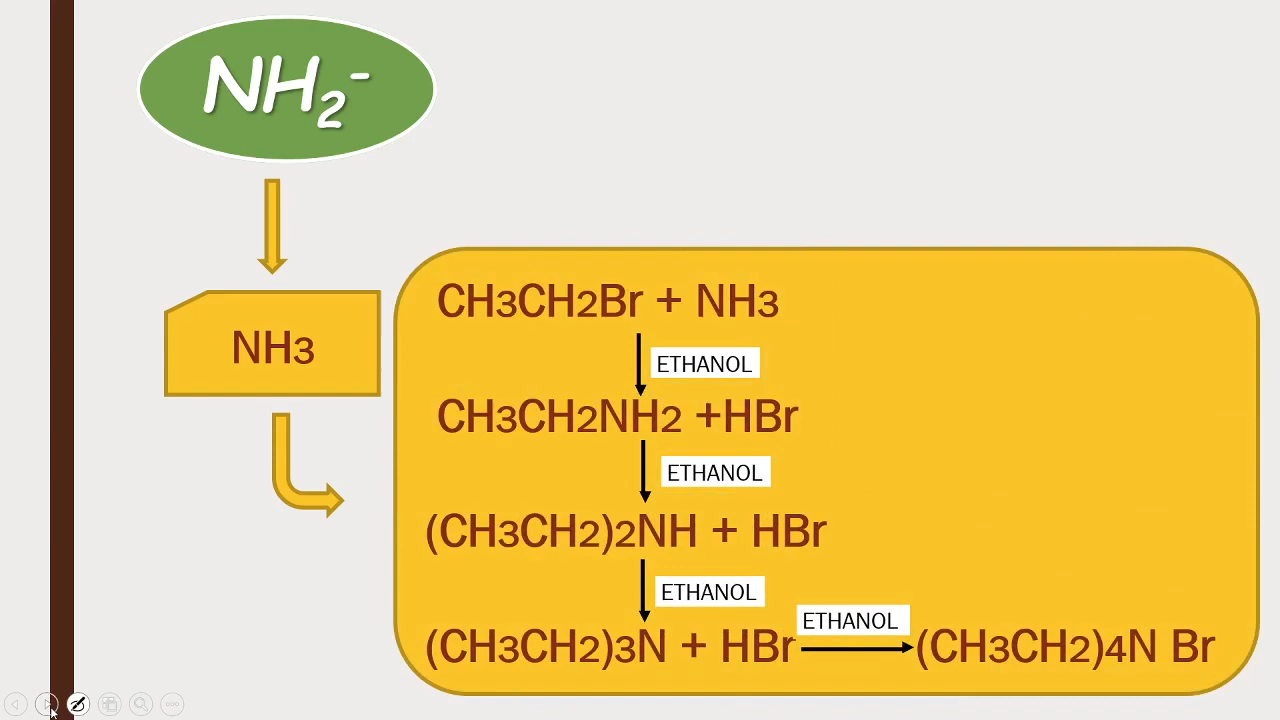 NH₂⁻
NH3
CH3CH2Br + NH3
ETHANOL
CH3CH2NH2 +HBr
ETHANOL
(CH3CH2)2NH + HBr
ETHANOL
(CH3CH2)3N + HBr ETHANOL (CH3CH2)4N Br